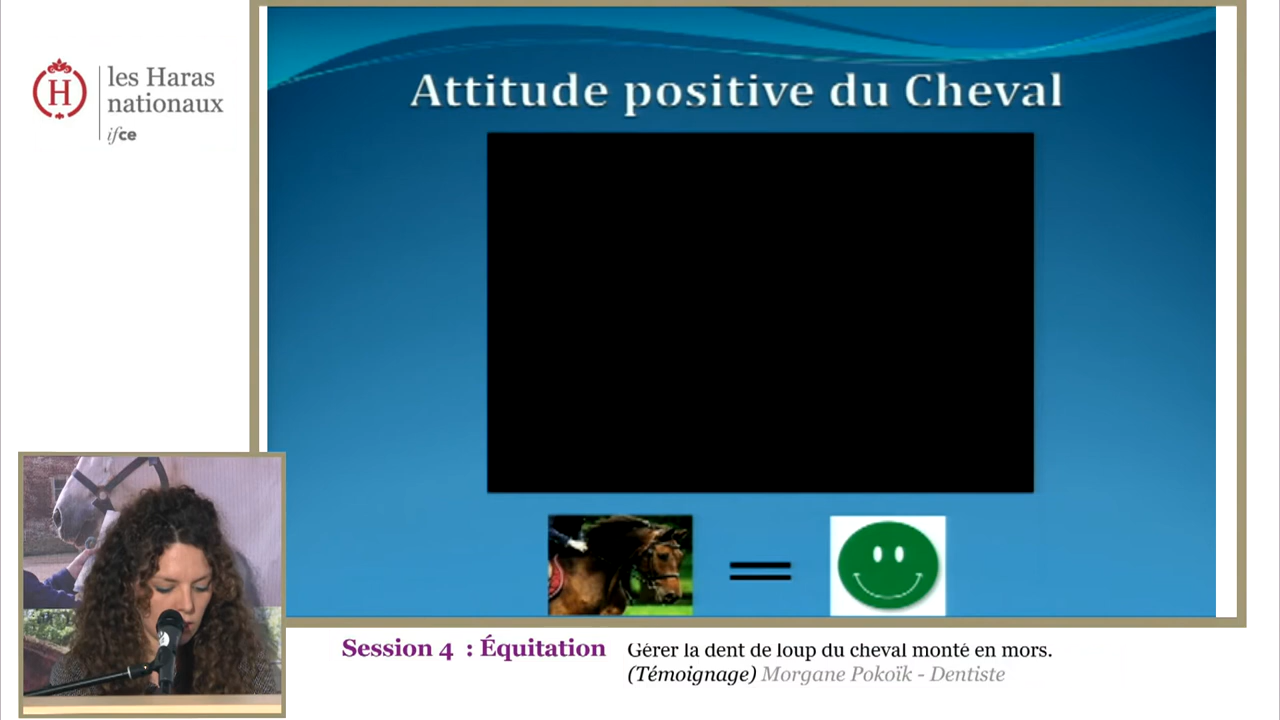 les Haras
nationaux
ifce
H
Attitude positive du Cheval
Session 4 : Équitation
Gérer la dent de loup du cheval monté en mors.
(Témoignage) Morgane Pokoïk - Dentiste